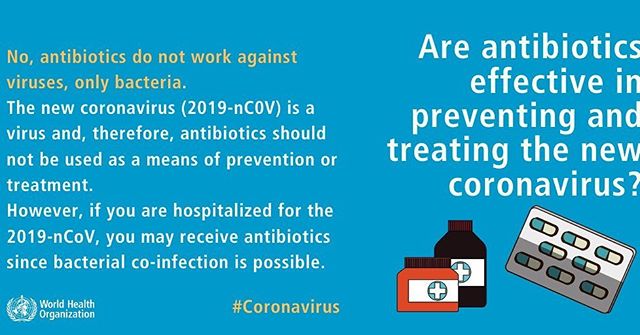 Are antibiotics
effective in
preventing and
treating the new
coronavirus?
No, antibiotics do not work against
viruses, only bacteria.
The new coronavirus (2019-nC0V) is a
virus and, therefore, antibiotics should
not be used as a means of prevention or
treatment.
However, if you are hospitalized for the
2019-nCoV, you may receive antibiotics
since bacterial co-infection is possible.
World Health
Organization
#Coronavirus